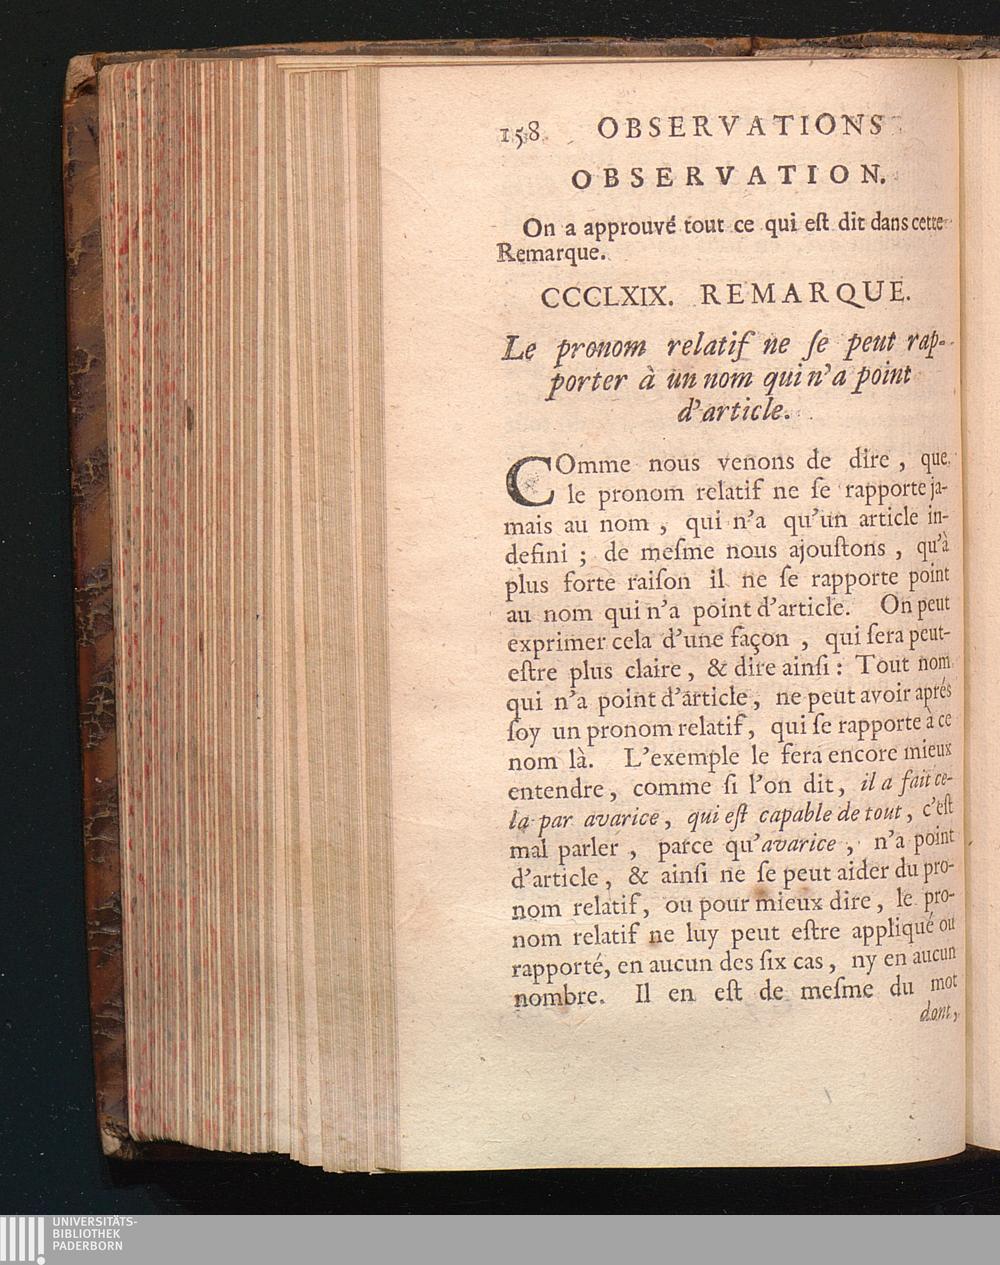 158 OBSERVATIONS
OBSERVATION.
On a approuvé tout ce qui eſt dit dans cette
Remarque.
CCCLXIX. REMARQUE.
Le pronom relatif ne ſe peut rap-
porter à un nom qui n'a point
d'article.
COmme nous venons de dire, que
le pronom relatif ne ſe rapporte ja-
mais au nom, qui n'a qu'un article in-
defini; de meſme nous ajouſtons, qu'à
plus forte raiſon il ne ſe rapporte point
au nom qui n'a point d'article. On peut
exprimer cela d'une façon, qui ſera peut-
eſtre plus claire, & dire ainſi: Tout nom
qui n'a point d'article, ne peut avoir aprés
ſoy un pronom relatif, qui ſe rapporte à ce
nom là. L'exemple le fera encore mieux
entendre, comme ſi l'on dit, il a fait ce-
la par avarice, qui eſt capable de tout, c'eſt
mal parler, parce qu'avarice, n'a point
d'article, & ainſi ne ſe peut aider du pro-
nom relatif, ou pour mieux dire, le pro-
nom relatif ne luy peut eſtre appliqué ou
rapporté, en aucun des ſix cas, ny en aucun
nombre. Il en eſt de meſme du mot
dont,
UNIVERSITÄTS-
BIBLIOTHEK
PADERBORN